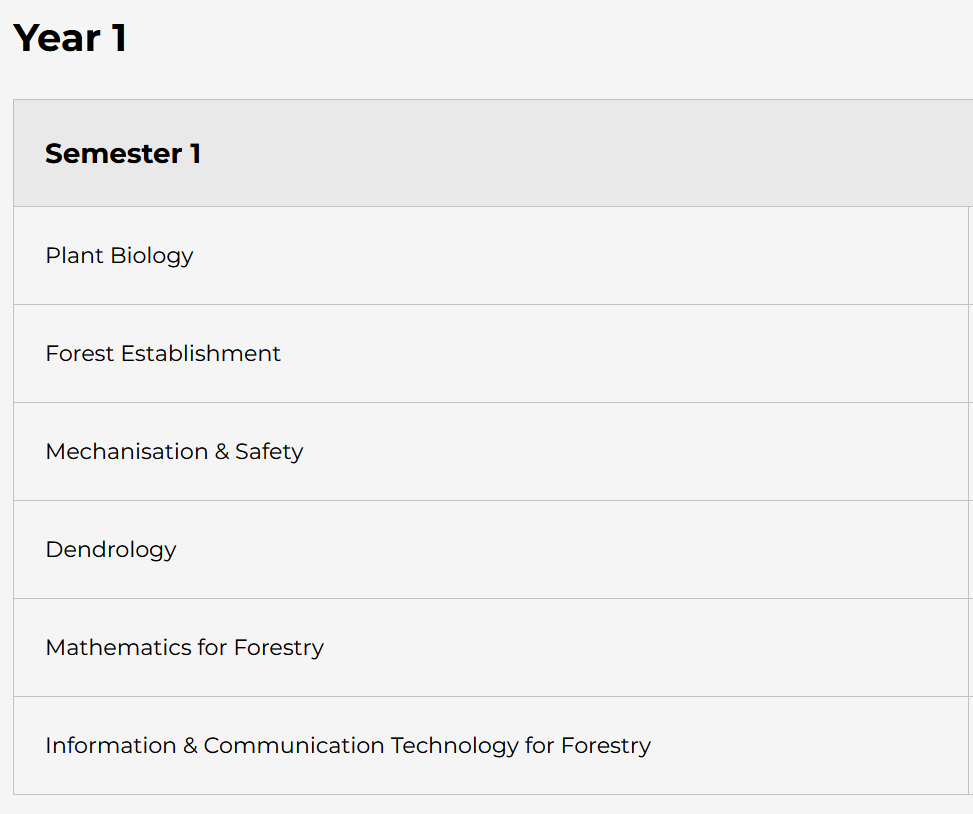 Year 1
Semester 1
Plant Biology
Forest Establishment
Mechanisation & Safety
Dendrology
Mathematics for Forestry
Information & Communication Technology for Forestry